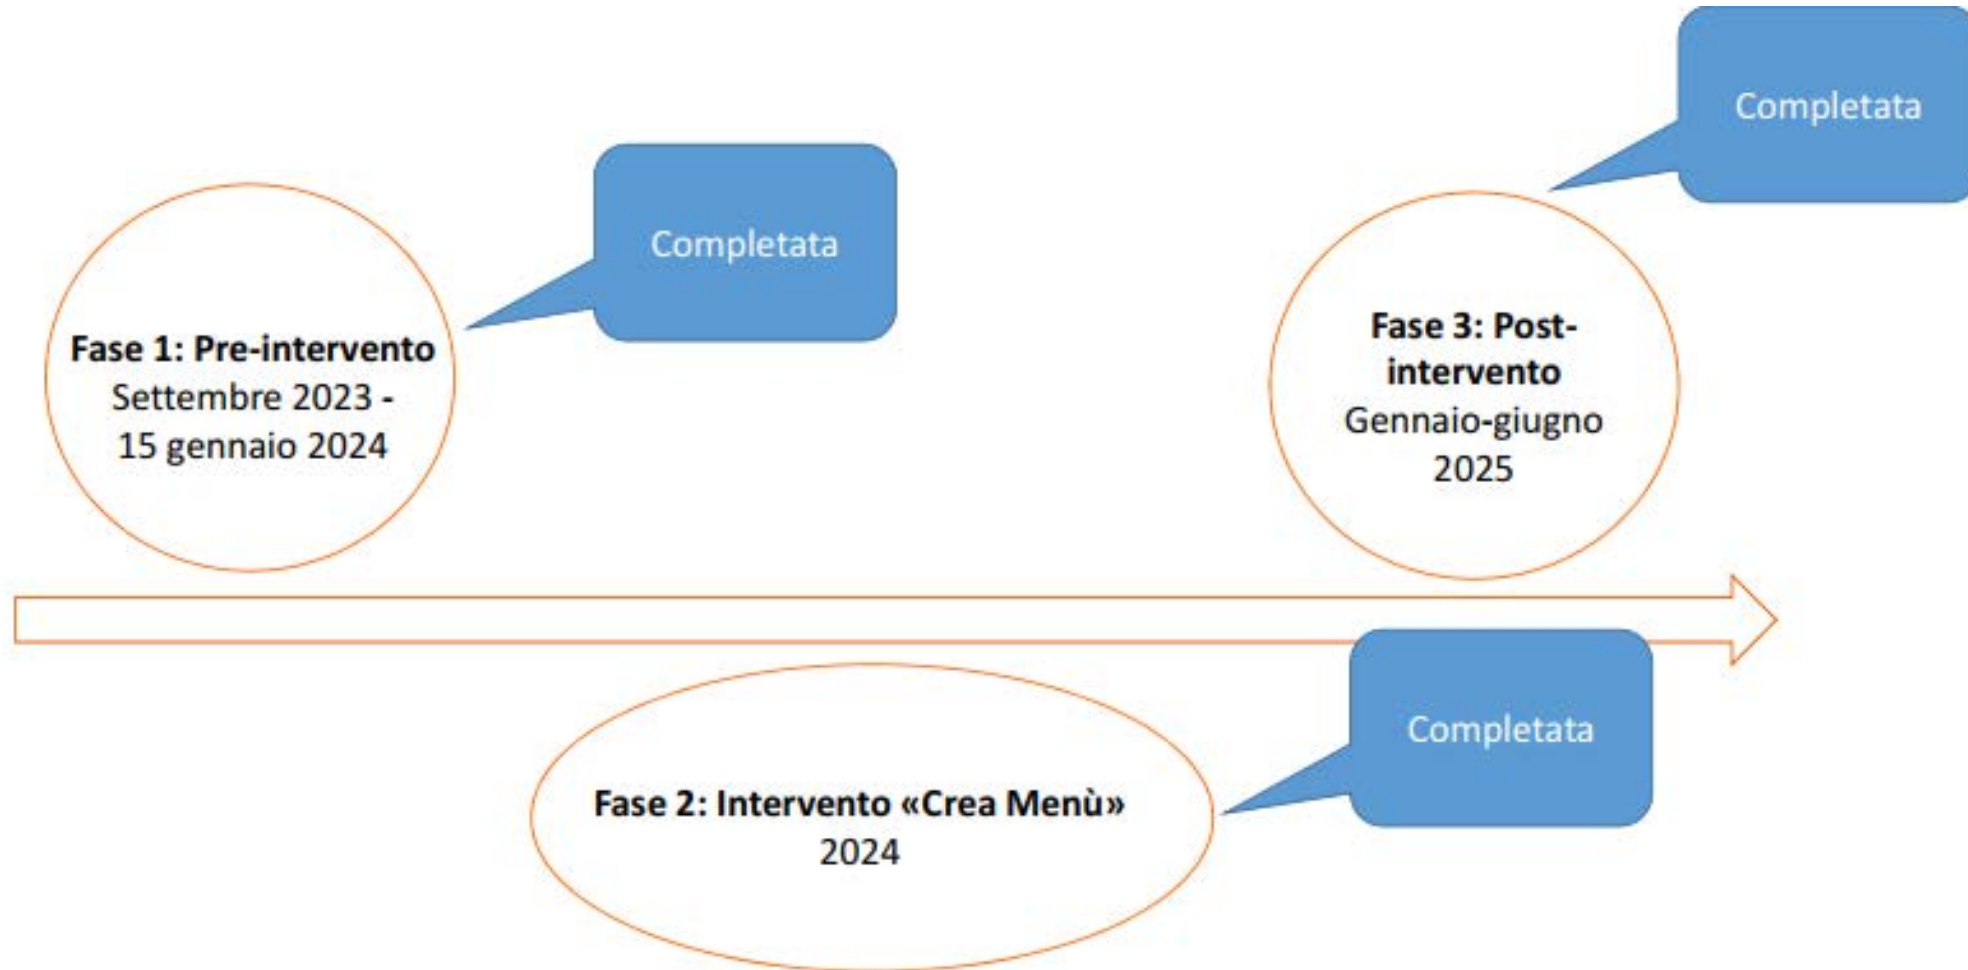 Completata
Completata
Fase 1: Pre-intervento
Settembre 2023 -
15 gennaio 2024
Fase 3: Post-
intervento
Gennaio-giugno
2025
Completata
Fase 2: Intervento «Crea Menù»
2024